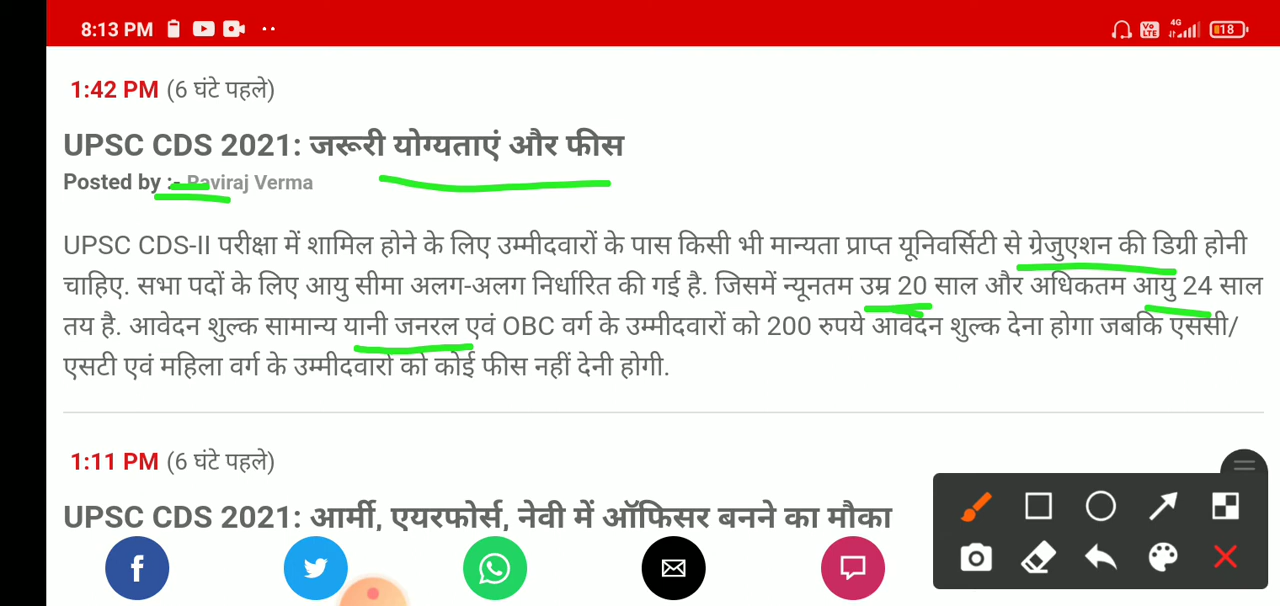 8:13 PM
Vo LTE 4G 18
1:42 PM (6 घंटे पहले)
UPSC CDS 2021: जरूरी योग्यताएं और फीस
Posted by :- Raviraj Verma
UPSC CDS-II परीक्षा में शामिल होने के लिए उम्मीदवारों के पास किसी भी मान्यता प्राप्त यूनिवर्सिटी से ग्रेजुएशन की डिग्री होनी
चाहिए. सभा पदों के लिए आयु सीमा अलग-अलग निर्धारित की गई है. जिसमें न्यूनतम उम्र 20 साल और अधिकतम आयु 24 साल
तय है. आवेदन शुल्क सामान्य यानी जनरल एवं OBC वर्ग के उम्मीदवारों को 200 रुपये आवेदन शुल्क देना होगा जबकि एससी/
एसटी एवं महिला वर्ग के उम्मीदवारों को कोई फीस नहीं देनी होगी.
1:11 PM (6 घंटे पहले)
UPSC CDS 2021: आर्मी, एयरफोर्स, नेवी में ऑफिसर बनने का मौका